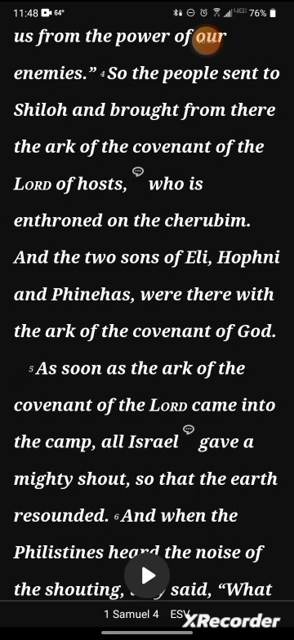 11:48 64° 76%
us from the power of our
enemies.” 4 So the people sent to
Shiloh and brought from there
the ark of the covenant of the
LORD of hosts, who is
enthroned on the cherubim.
And the two sons of Eli, Hophni
and Phinehas, were there with
the ark of the covenant of God.
5 As soon as the ark of the
covenant of the LORD came into
the camp, all Israel gave a
mighty shout, so that the earth
resounded. 6 And when the
Philistines heard the noise of
the shouting, said, “What
1 Samuel 4 ESV
XRecorder